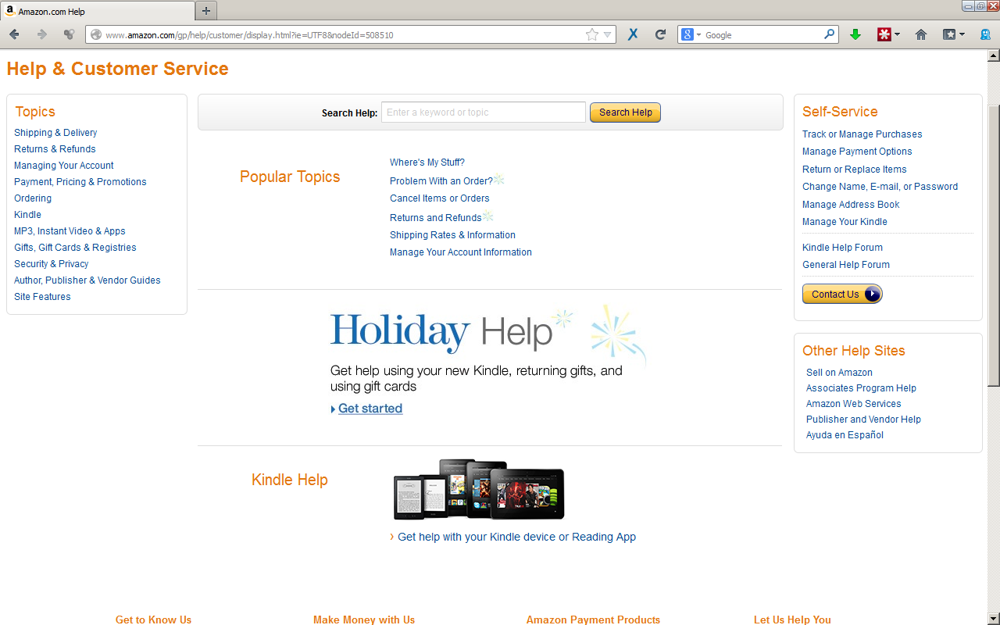 Amazon.com Help
www.amazon.com/gp/help/customer/display.html?ie=UTF8&nodeId=508510
Google
Help & Customer Service
Topics
Shipping & Delivery
Returns & Refunds
Managing Your Account
Payment, Pricing & Promotions
Ordering
Kindle
MP3, Instant Video & Apps
Gifts, Gift Cards & Registries
Security & Privacy
Author, Publisher & Vendor Guides
Site Features
Search Help: Enter a keyword or topic Search Help
Popular Topics
Where's My Stuff?
Problem With an Order?
Cancel Items or Orders
Returns and Refunds
Shipping Rates & Information
Manage Your Account Information
Holiday Help
Get help using your new Kindle, returning gifts, and
using gift cards
Get started
Kindle Help
› Get help with your Kindle device or Reading App
Self-Service
Track or Manage Purchases
Manage Payment Options
Return or Replace Items
Change Name, E-mail, or Password
Manage Address Book
Manage Your Kindle
Kindle Help Forum
General Help Forum
Contact Us
Other Help Sites
Sell on Amazon
Associates Program Help
Amazon Web Services
Publisher and Vendor Help
Ayuda en Español
Get to Know Us Make Money with Us Amazon Payment Products Let Us Help You